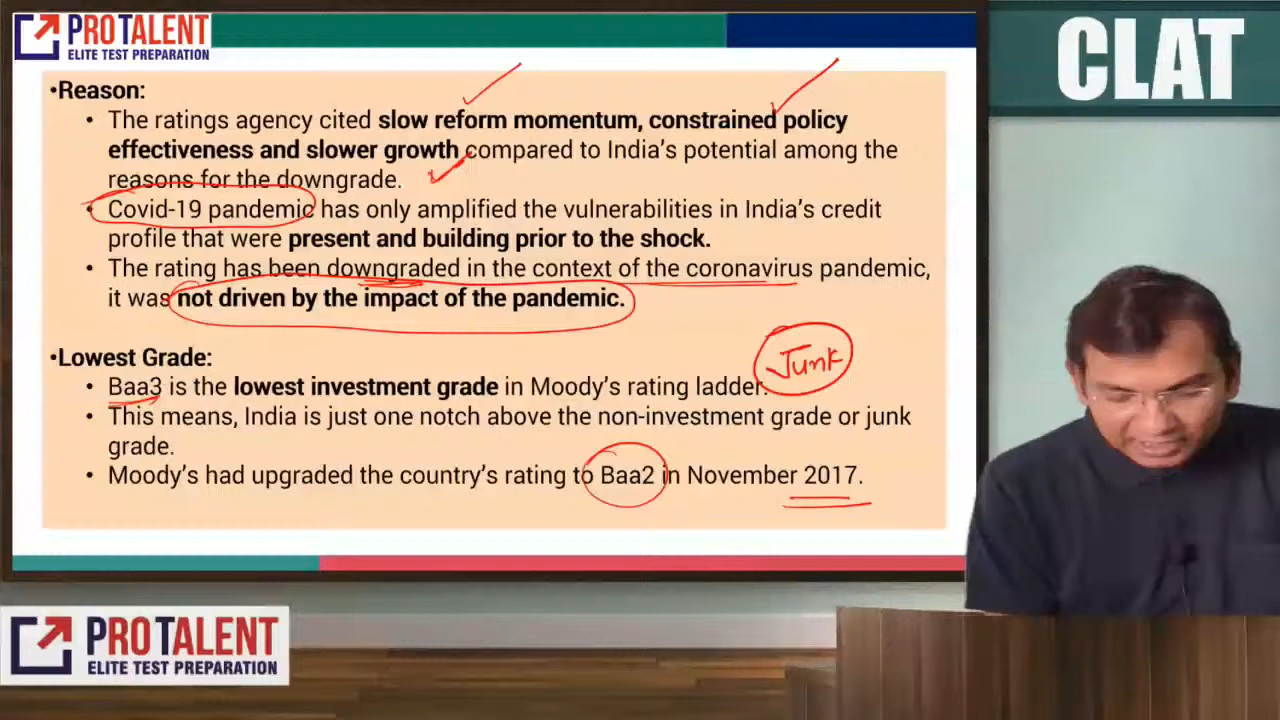 PROTALENT
ELITE TEST PREPARATION
CLAT
•Reason:
• The ratings agency cited slow reform momentum, constrained policy
effectiveness and slower growth compared to India's potential among the
reasons for the downgrade.
• Covid-19 pandemic has only amplified the vulnerabilities in India's credit
profile that were present and building prior to the shock.
• The rating has been downgraded in the context of the coronavirus pandemic,
it was not driven by the impact of the pandemic.
•Lowest Grade:
Junk
• Baa3 is the lowest investment grade in Moody's rating ladder.
• This means, India is just one notch above the non-investment grade or junk
grade.
• Moody's had upgraded the country's rating to Baa2 in November 2017.
PROTALENT
ELITE TEST PREPARATION